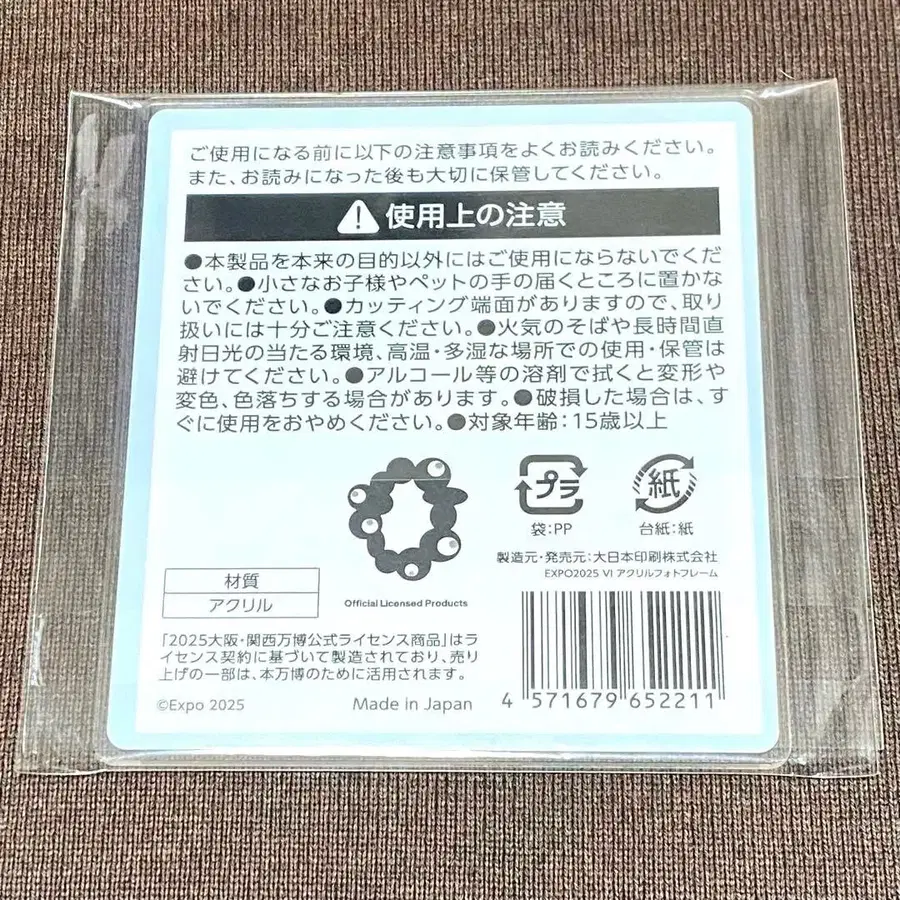 ご使用になる前に以下の注意事項をよくお読みください。
また、お読みになった後も大切に保管してください。
使用上の注意
●本製品を本来の目的以外にはご使用にならないでくだ
さい。●小さなお子様やペットの手の届くところに置かな
いでください。●カッティング端面がありますので、取り
扱いには十分ご注意ください。●火気のそばや長時間直
射日光の当たる環境、高温・多湿な場所での使用・保管は
避けてください。●アルコール等の溶剤で拭くと変形や
変色、色落ちする場合があります。●破損した場合は、す
ぐに使用をおやめください。●対象年齢：15歳以上
プラ
紙
袋：PP
台紙：紙
製造元・発売元：大日本印刷株式会社
EXPO2025 VI アクリルフォトフレーム
材質
アクリル
Official Licensed Products
「2025大阪・関西万博公式ライセンス商品」はラ
イセンス契約に基づいて製造されており、売り
上げの一部は、本万博のために活用されます。
©Expo 2025
Made in Japan
4 571679 652211